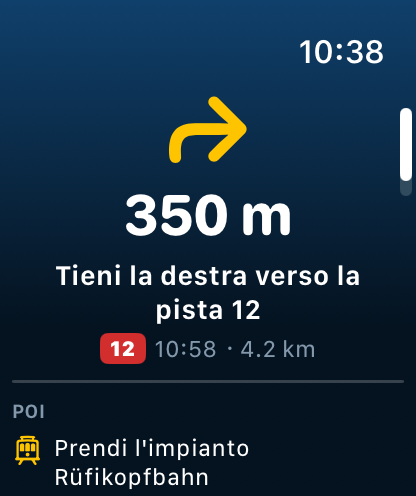 10:38
350 m
Tieni la destra verso la
pista 12
12 10:58 · 4.2 km
POI
Prendi l'impianto
Rüfikopfbahn